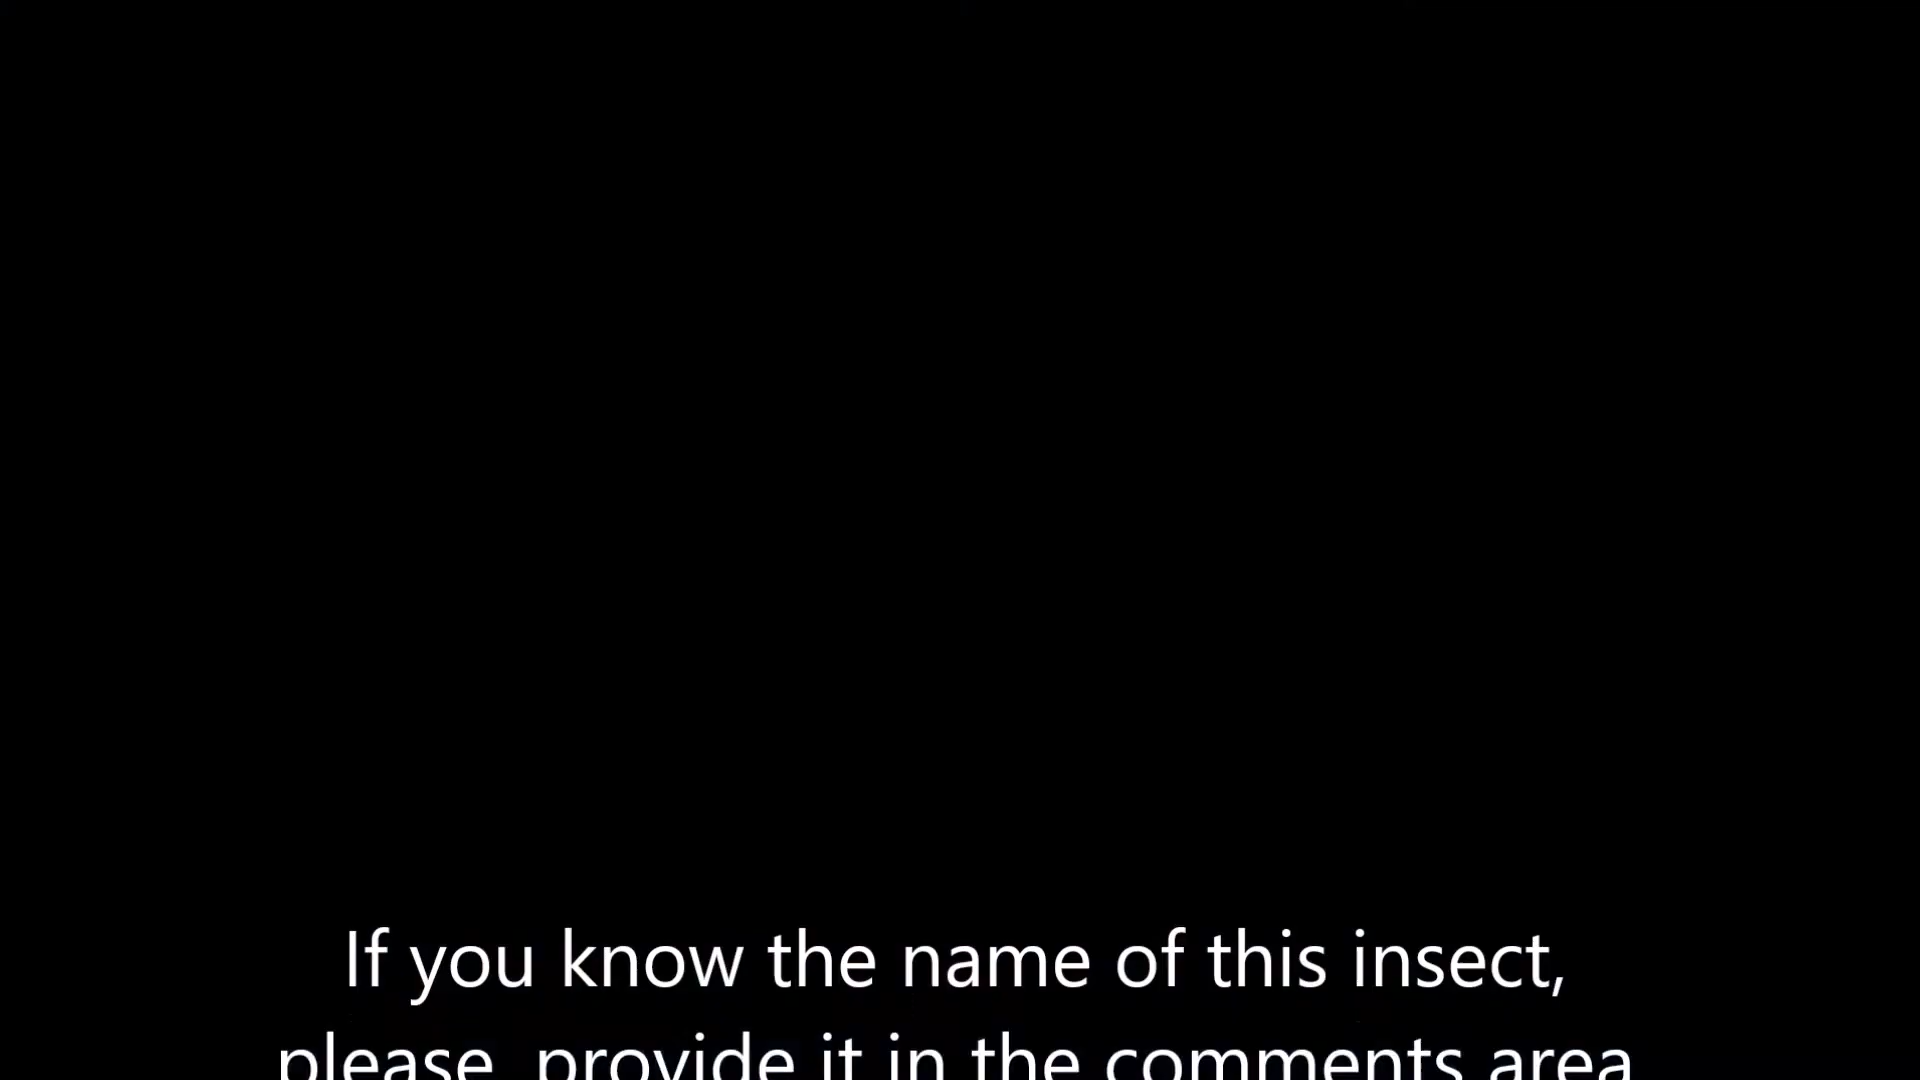 If you know the name of this insect,
please, provide it in the comments area